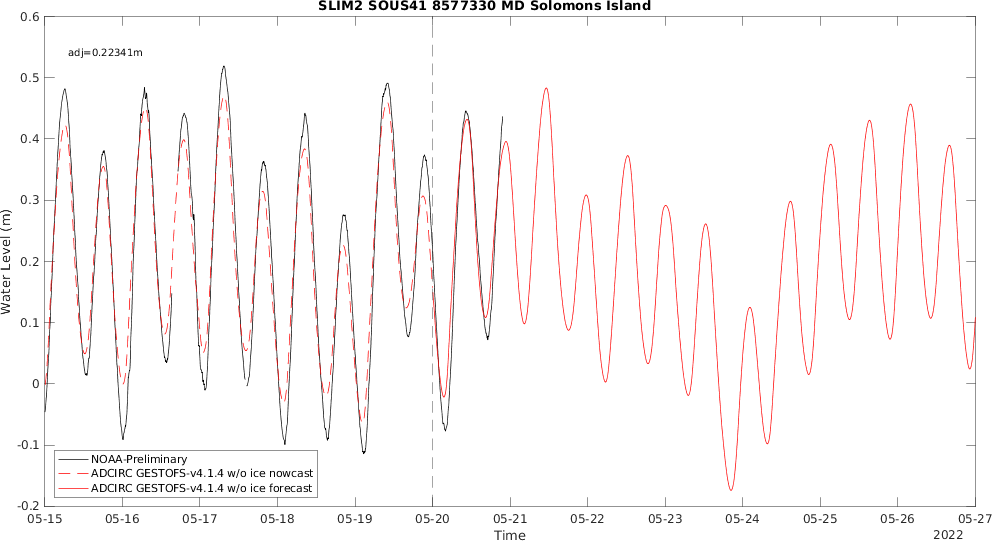 SLIM2 SOUS41 8577330 MD Solomons Island
0.6
adj=0.22341m
0.5
0.4
0.3
0.2
0.1
0
-0.1
-0.2
Water Level (m)
NOAA-Preliminary
ADCIRC GESTOFS-v4.1.4 w/o ice nowcast
ADCIRC GESTOFS-v4.1.4 w/o ice forecast
05-15 05-16 05-17 05-18 05-19 05-20 05-21 05-22 05-23 05-24 05-25 05-26 05-27
Time
2022